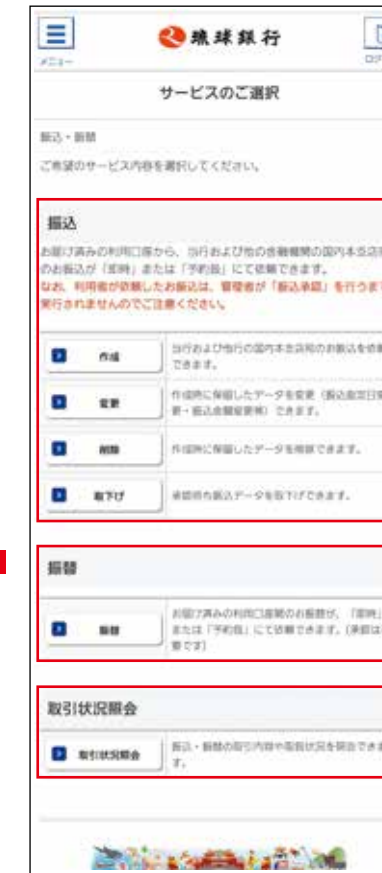 メニュー
琉球銀行
サービスのご選択
振込・振替
ご希望のサービス内容を選択してください。
振込
お届け済みの利用口座から、当行および他の金融機関の国内本支店
のお振込が「即時」または「予約扱」にて依頼できます。
なお、利用者が依頼したお振込は、管理者が「振込承認」を行うま
実行されませんのでご注意ください。
作成
当行および他行の国内本支店宛のお振込を依頼
できます。
変更
作成時に保留したデータを変更（振込指定日変
更・振込金額変更等）できます。
削除
作成時に保留したデータを削除できます。
取下げ
承認待ち振込データを取下げできます。
振替
振替
お届け済みの利用口座間のお振替が、「即時」
または「予約扱」にて依頼できます。（承認は
要です）
取引状況照会
取引状況照会
振込・振替の取引内容や取扱状況を照会できま
す。